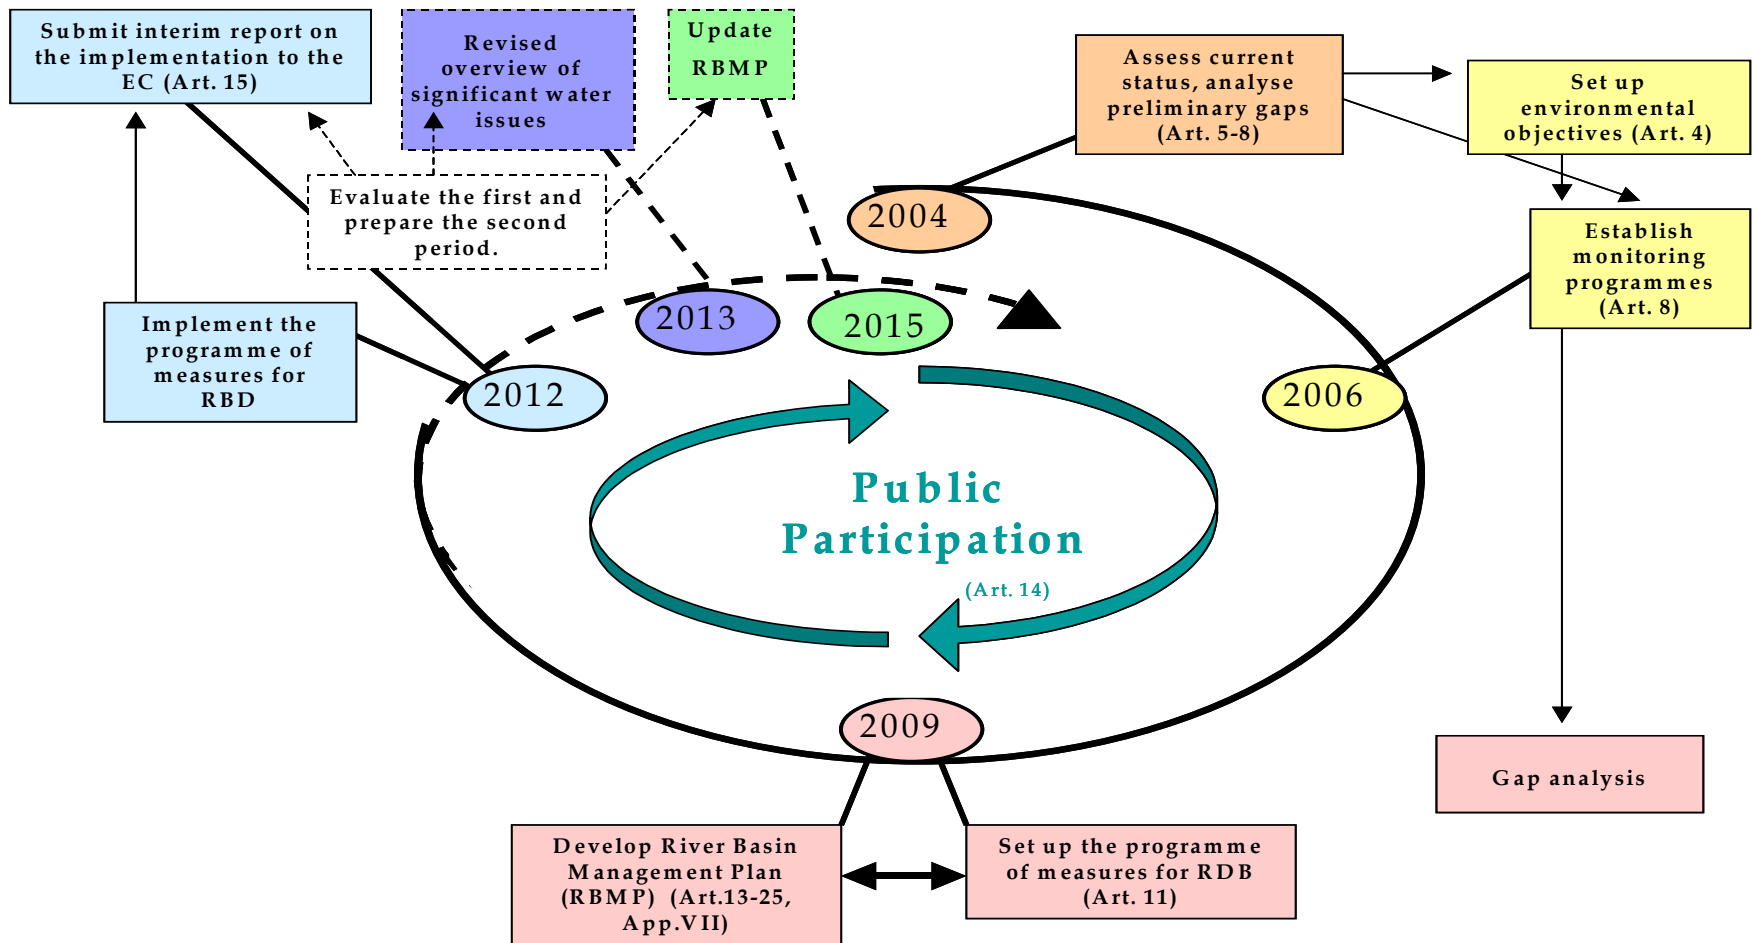 Submit interim report on
the implementation to the
EC (Art. 15)
Revised
overview of
significant water
issues
Update
RBMP
Assess current
status, analyse
preliminary gaps
(Art. 5-8)
Set up
environmental
objectives (Art. 4)
Evaluate the first and
prepare the second
period.
2004
Establish
monitoring
programmes
(Art. 8)
Implement the
programme of
measures for
RBD
2013
2015
2012
2006
Public
Participation
(Art. 14)
2009
Gap analysis
Develop River Basin
Management Plan
(RBMP) (Art.13-25,
App.VII)
Set up the programme
of measures for RDB
(Art. 11)